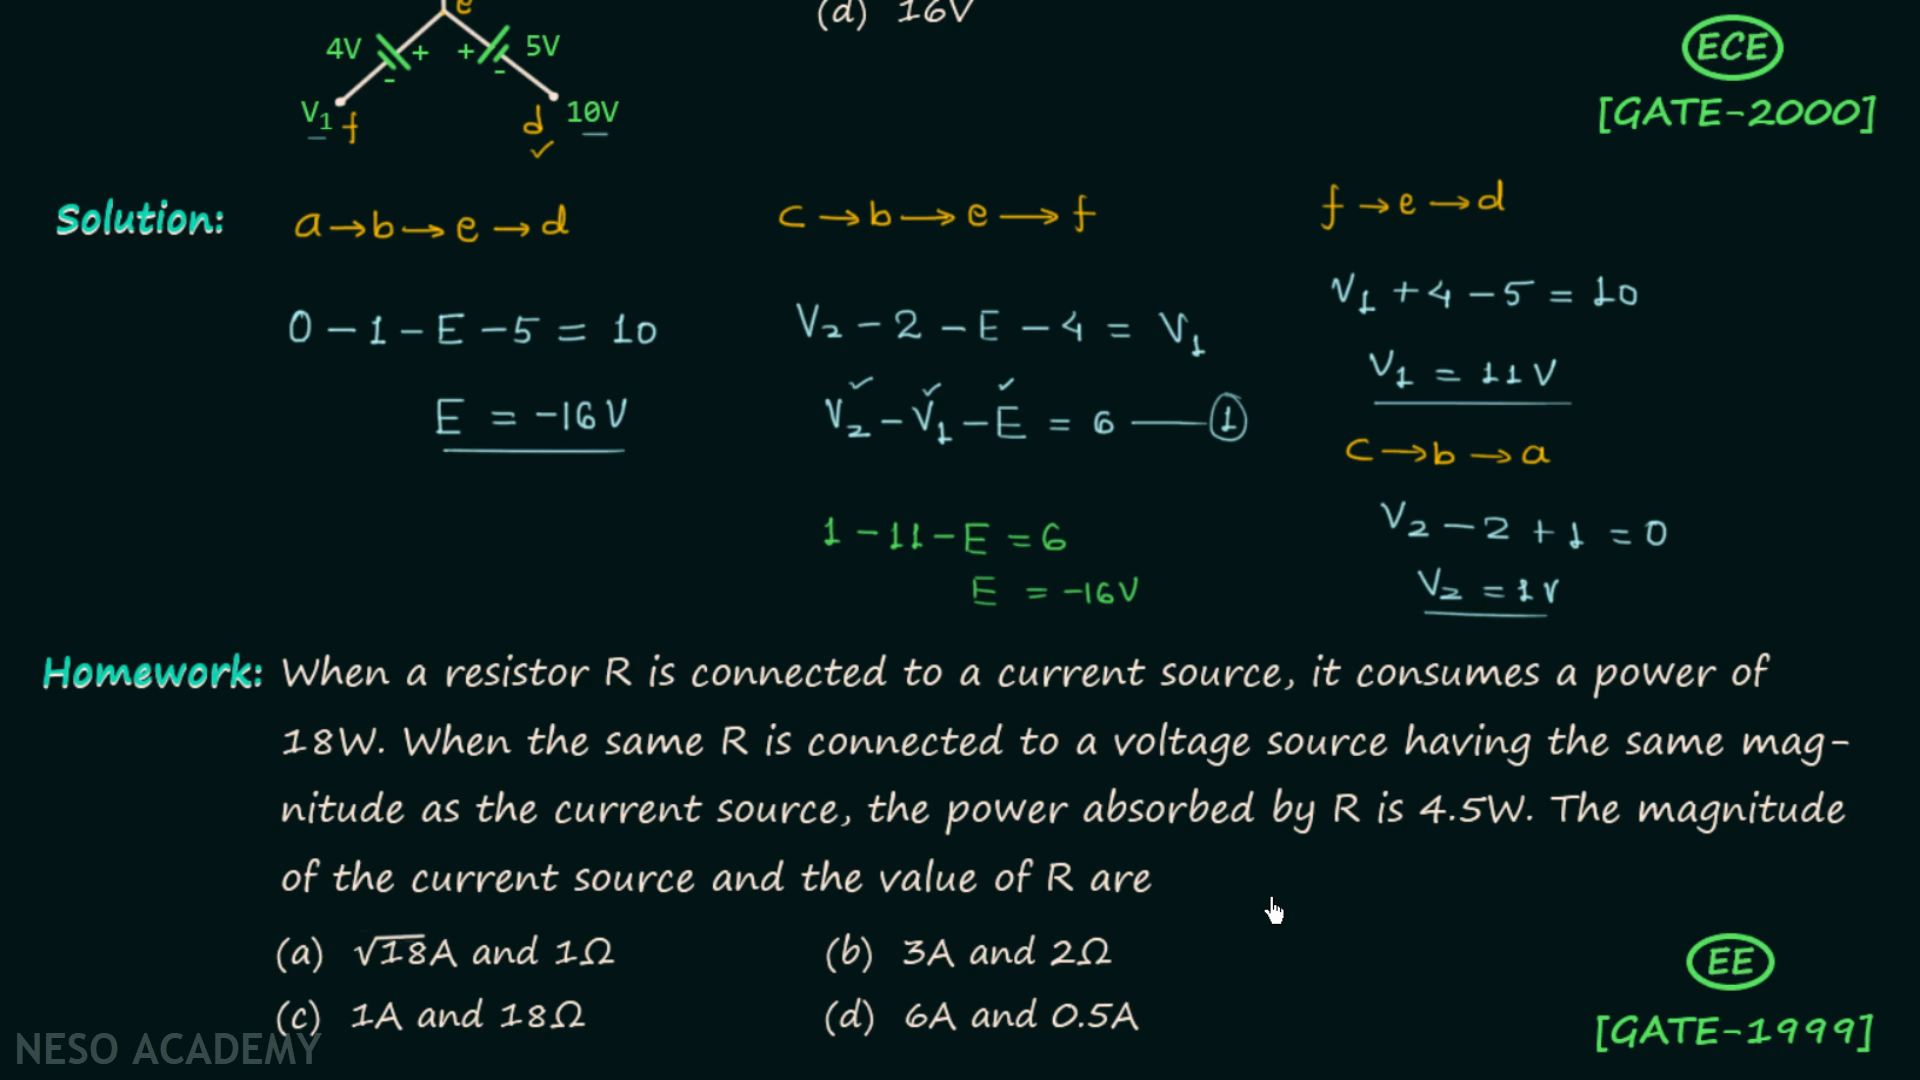 (d) 16V
e
4V + + 5V
- -
V1 f d 10V
ECE
[GATE-2000]
Solution: a→b→e→d
0-1-E-5 = 10
E = -16V
c→b→e→f
V2-2-E-4 = V1
V2-V1-E = 6 — 1
1-11-E = 6
E = -16V
f→e→d
V1+4-5 = 10
V1 = 11V
c→b→a
V2-2+1 = 0
V2 = 1V
Homework: When a resistor R is connected to a current source, it consumes a power of
18W. When the same R is connected to a voltage source having the same mag-
nitude as the current source, the power absorbed by R is 4.5W. The magnitude
of the current source and the value of R are
(a) √18A and 1Ω (b) 3A and 2Ω
(c) 1A and 18Ω (d) 6A and 0.5A
EE
[GATE-1999]
NESO ACADEMY